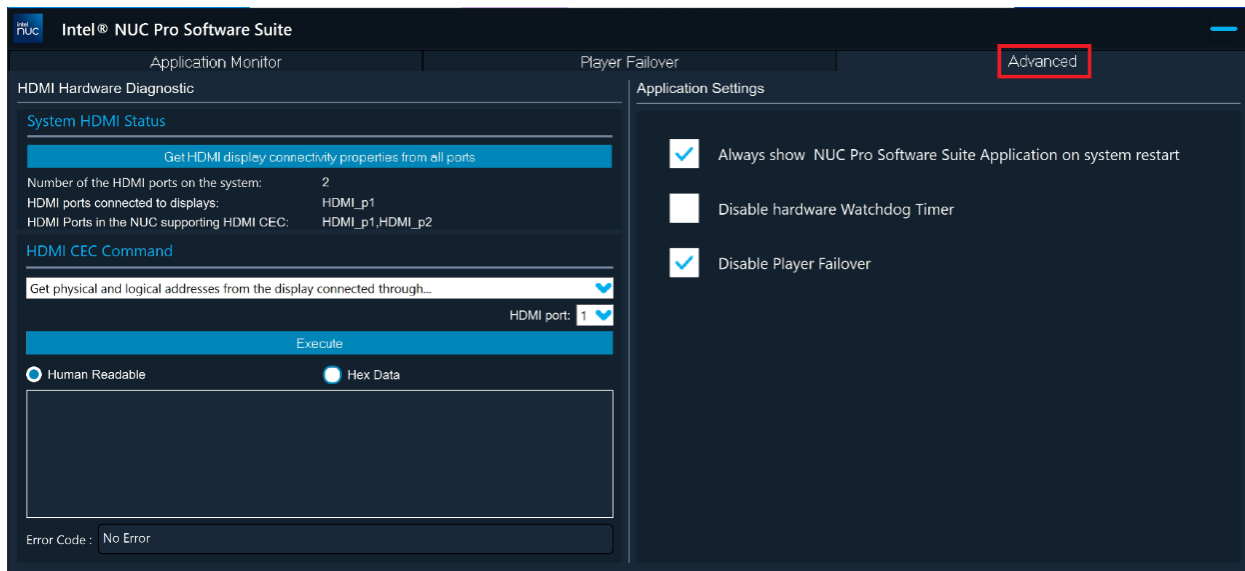 intel nuc Intel® NUC Pro Software Suite
Application Monitor Player Failover Advanced
HDMI Hardware Diagnostic
System HDMI Status
Get HDMI display connectivity properties from all ports
Number of the HDMI ports on the system: 2
HDMI ports connected to displays: HDMI_p1
HDMI Ports in the NUC supporting HDMI CEC: HDMI_p1,HDMI_p2
HDMI CEC Command
Get physical and logical addresses from the display connected through...
HDMI port: 1
Execute
Human Readable Hex Data
Error Code : No Error
Application Settings
Always show NUC Pro Software Suite Application on system restart
Disable hardware Watchdog Timer
Disable Player Failover